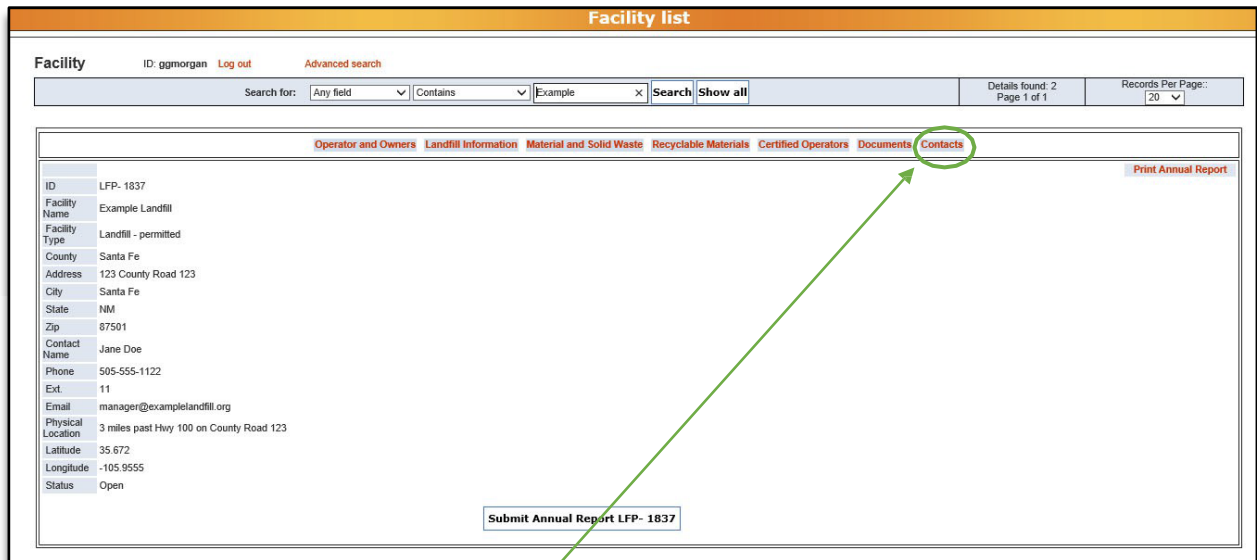 Facility list
Facility ID: ggmorgan Log out Advanced search
Search for: Any field Contains Example × Search Show all Details found: 2 Records Per Page::
Page 1 of 1 20
Operator and Owners Landfill Information Material and Solid Waste Recyclable Materials Certified Operators Documents Contacts
Print Annual Report
ID LFP- 1837
Facility Name Example Landfill
Facility Type Landfill - permitted
County Santa Fe
Address 123 County Road 123
City Santa Fe
State NM
Zip 87501
Contact Name Jane Doe
Phone 505-555-1122
Ext. 11
Email manager@examplelandfill.org
Physical Location 3 miles past Hwy 100 on County Road 123
Latitude 35.672
Longitude -105.9555
Status Open
Submit Annual Report LFP- 1837